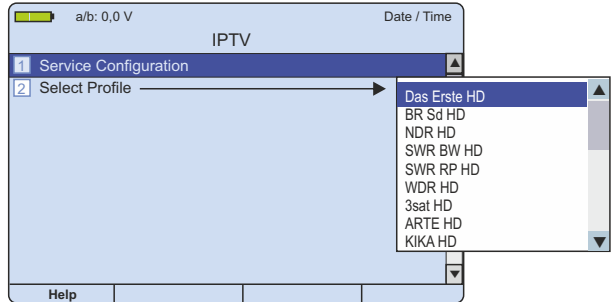 a/b: 0,0 V Date / Time
IPTV
1 Service Configuration
2 Select Profile
Das Erste HD
BR Sd HD
NDR HD
SWR BW HD
SWR RP HD
WDR HD
3sat HD
ARTE HD
KIKA HD
Help